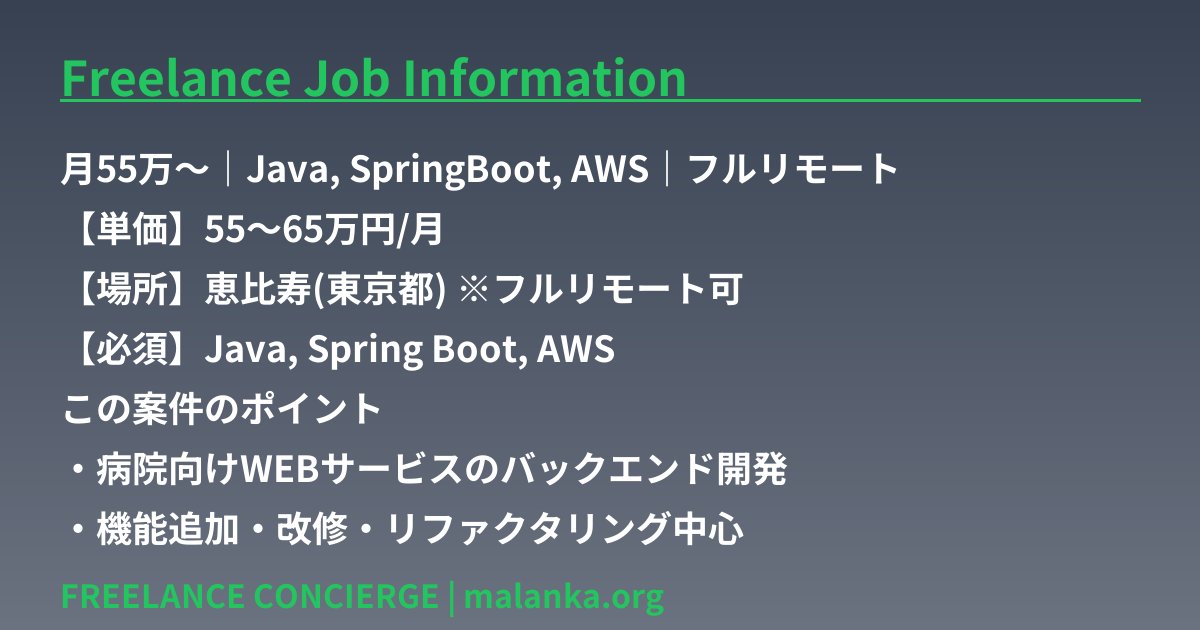 Freelance Job Information
月55万〜｜Java, SpringBoot, AWS｜フルリモート
【単価】55〜65万円/月
【場所】恵比寿(東京都) ※フルリモート可
【必須】Java, Spring Boot, AWS
この案件のポイント
・病院向けWEBサービスのバックエンド開発
・機能追加・改修・リファクタリング中心
FREELANCE CONCIERGE | malanka.org